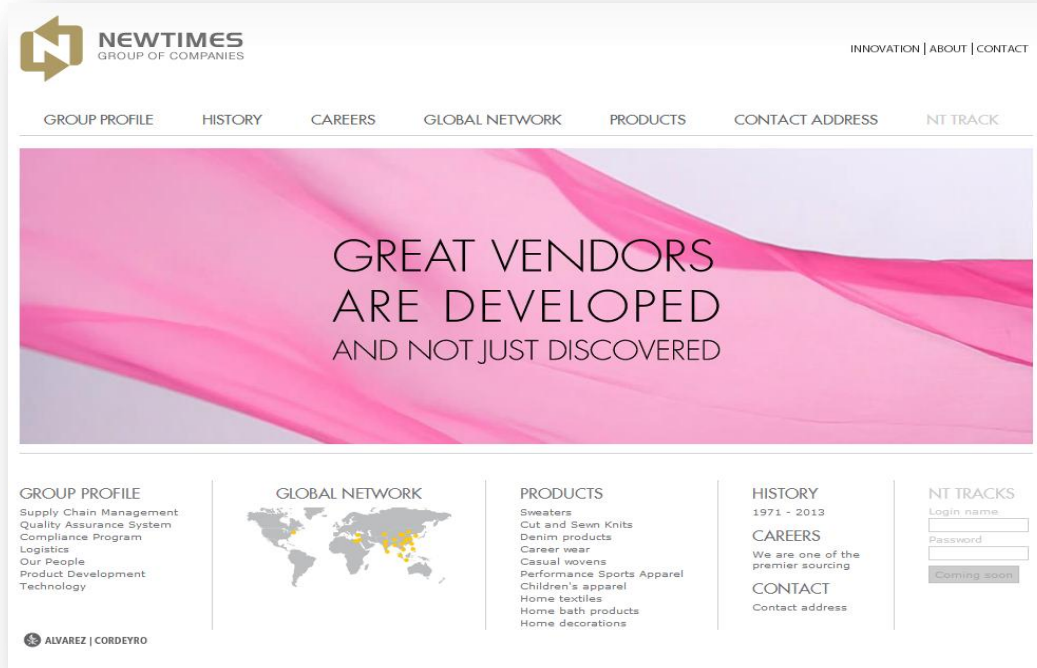 NEWTIMES
GROUP OF COMPANIES
INNOVATION | ABOUT | CONTACT
GROUP PROFILE HISTORY CAREERS GLOBAL NETWORK PRODUCTS CONTACT ADDRESS NT TRACK
GREAT VENDORS
ARE DEVELOPED
AND NOT JUST DISCOVERED
GROUP PROFILE
Supply Chain Management
Quality Assurance System
Compliance Program
Logistics
Our People
Product Development
Technology
GLOBAL NETWORK
PRODUCTS
Sweaters
Cut and Sewn Knits
Denim products
Career wear
Casual wovens
Performance Sports Apparel
Children's apparel
Home textiles
Home bath products
Home decorations
HISTORY
1971 - 2013
CAREERS
We are one of the
premier sourcing
CONTACT
Contact address
NT TRACKS
Login name
Password
Coming soon
ALVAREZ | CORDEYRO